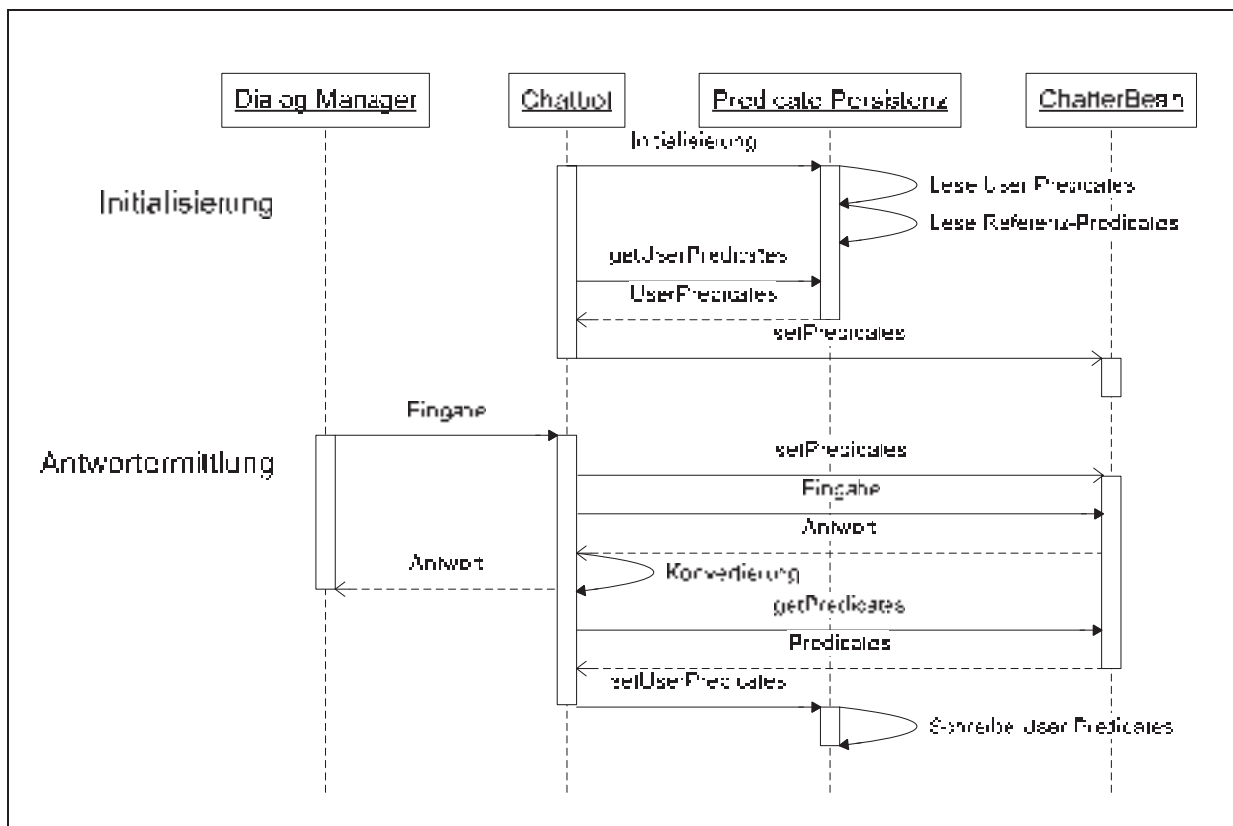 Dialog Manager
Chatbot
Predicate Persistenz
ChatterBean
Initialisierung
Initialisierung
Lese User Predicates
Lese Referenz-Predicates
getUserPredicates
UserPredicates
setPredicates
Eingabe
Antwortermittlung
setPredicates
Eingabe
Antwort
Antwort
Konvertierung
getPredicates
Predicates
setUserPredicates
Schreibe User Predicates